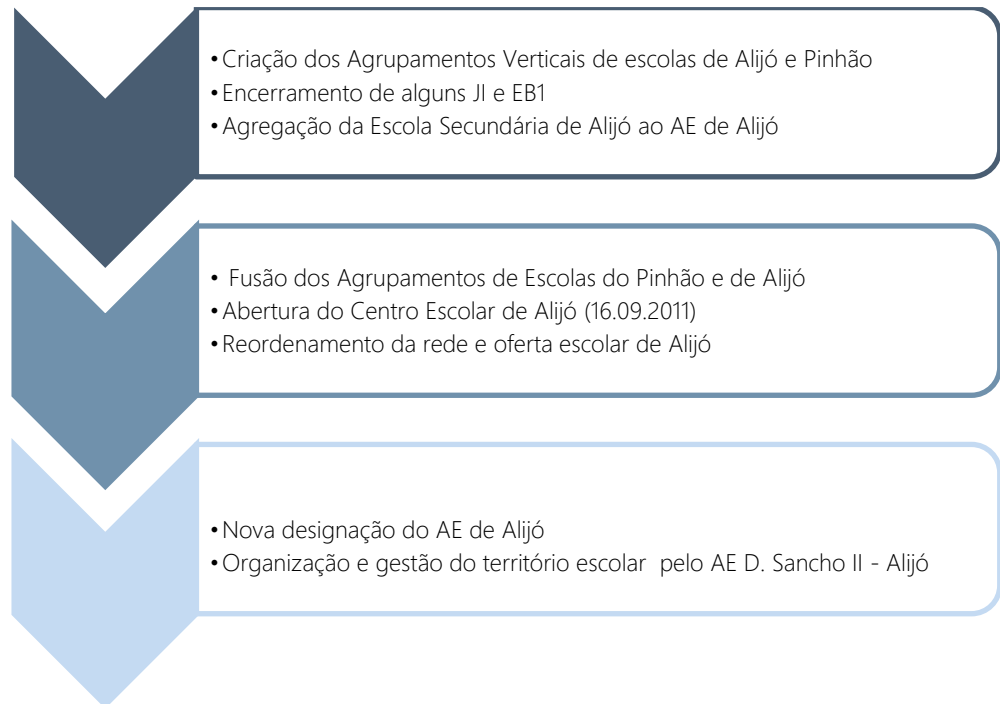 •Criação dos Agrupamentos Verticais de escolas de Alijó e Pinhão
•Encerramento de alguns JI e EB1
•Agregação da Escola Secundária de Alijó ao AE de Alijó
• Fusão dos Agrupamentos de Escolas do Pinhão e de Alijó
•Abertura do Centro Escolar de Alijó (16.09.2011)
•Reordenamento da rede e oferta escolar de Alijó
•Nova designação do AE de Alijó
•Organização e gestão do território escolar pelo AE D. Sancho II - Alijó